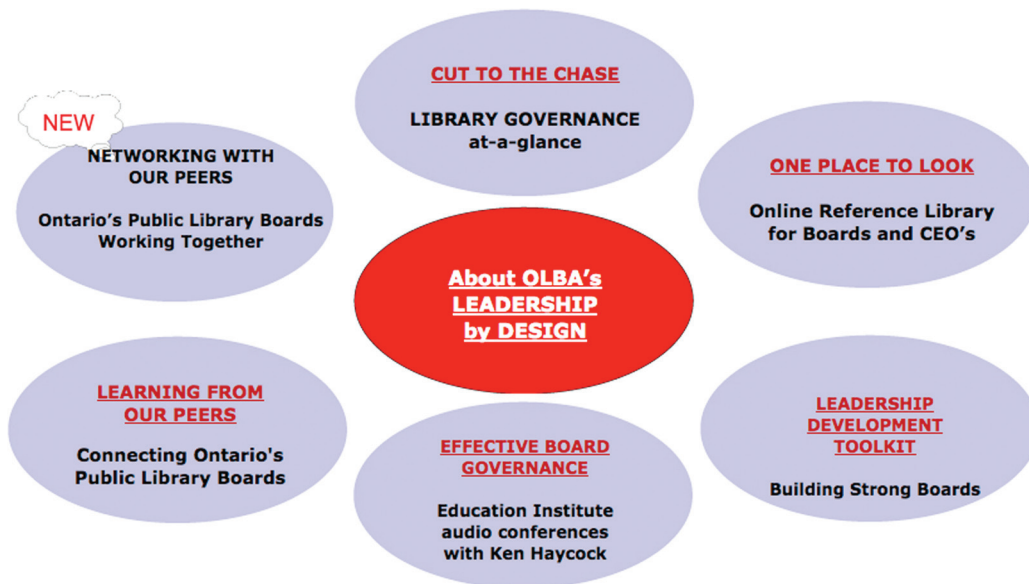 CUT TO THE CHASE
LIBRARY GOVERNANCE
at-a-glance
NEW
NETWORKING WITH
OUR PEERS
Ontario’s Public Library Boards
Working Together
ONE PLACE TO LOOK
Online Reference Library
for Boards and CEO’s
About OLBA’s
LEADERSHIP
by DESIGN
LEARNING FROM
OUR PEERS
Connecting Ontario's
Public Library Boards
EFFECTIVE BOARD
GOVERNANCE
Education Institute
audio conferences
with Ken Haycock
LEADERSHIP
DEVELOPMENT
TOOLKIT
Building Strong Boards